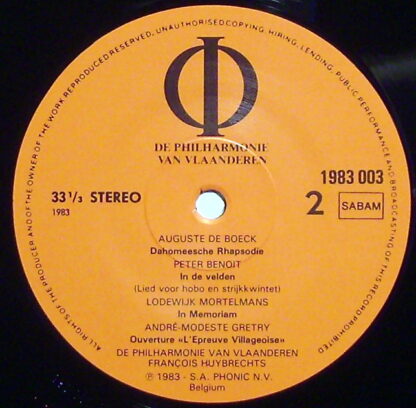 ALL RIGHTS OF THE PRODUCER AND OF THE OWNER OF THE WORK REPRODUCED RESERVED, UNAUTHORISED COPYING, HIRING, LENDING, PUBLIC PERFORMANCE AND BROADCASTING OF THIS RECORD PROHIBITED
DE PHILHARMONIE
VAN VLAANDEREN
1983 003
33 1/3 STEREO
2
SABAM
1983
AUGUSTE DE BOECK
Dahomeesche Rhapsodie
PETER BENOIT
In de velden
(Lied voor hobo en strijkkwintet)
LODEWIJK MORTELMANS
In Memoriam
ANDRÉ-MODESTE GRETRY
Ouverture «L'Epreuve Villageoise»
DE PHILHARMONIE VAN VLAANDEREN
FRANÇOIS HUYBRECHTS
℗ 1983 - S.A. PHONIC N.V.
Belgium